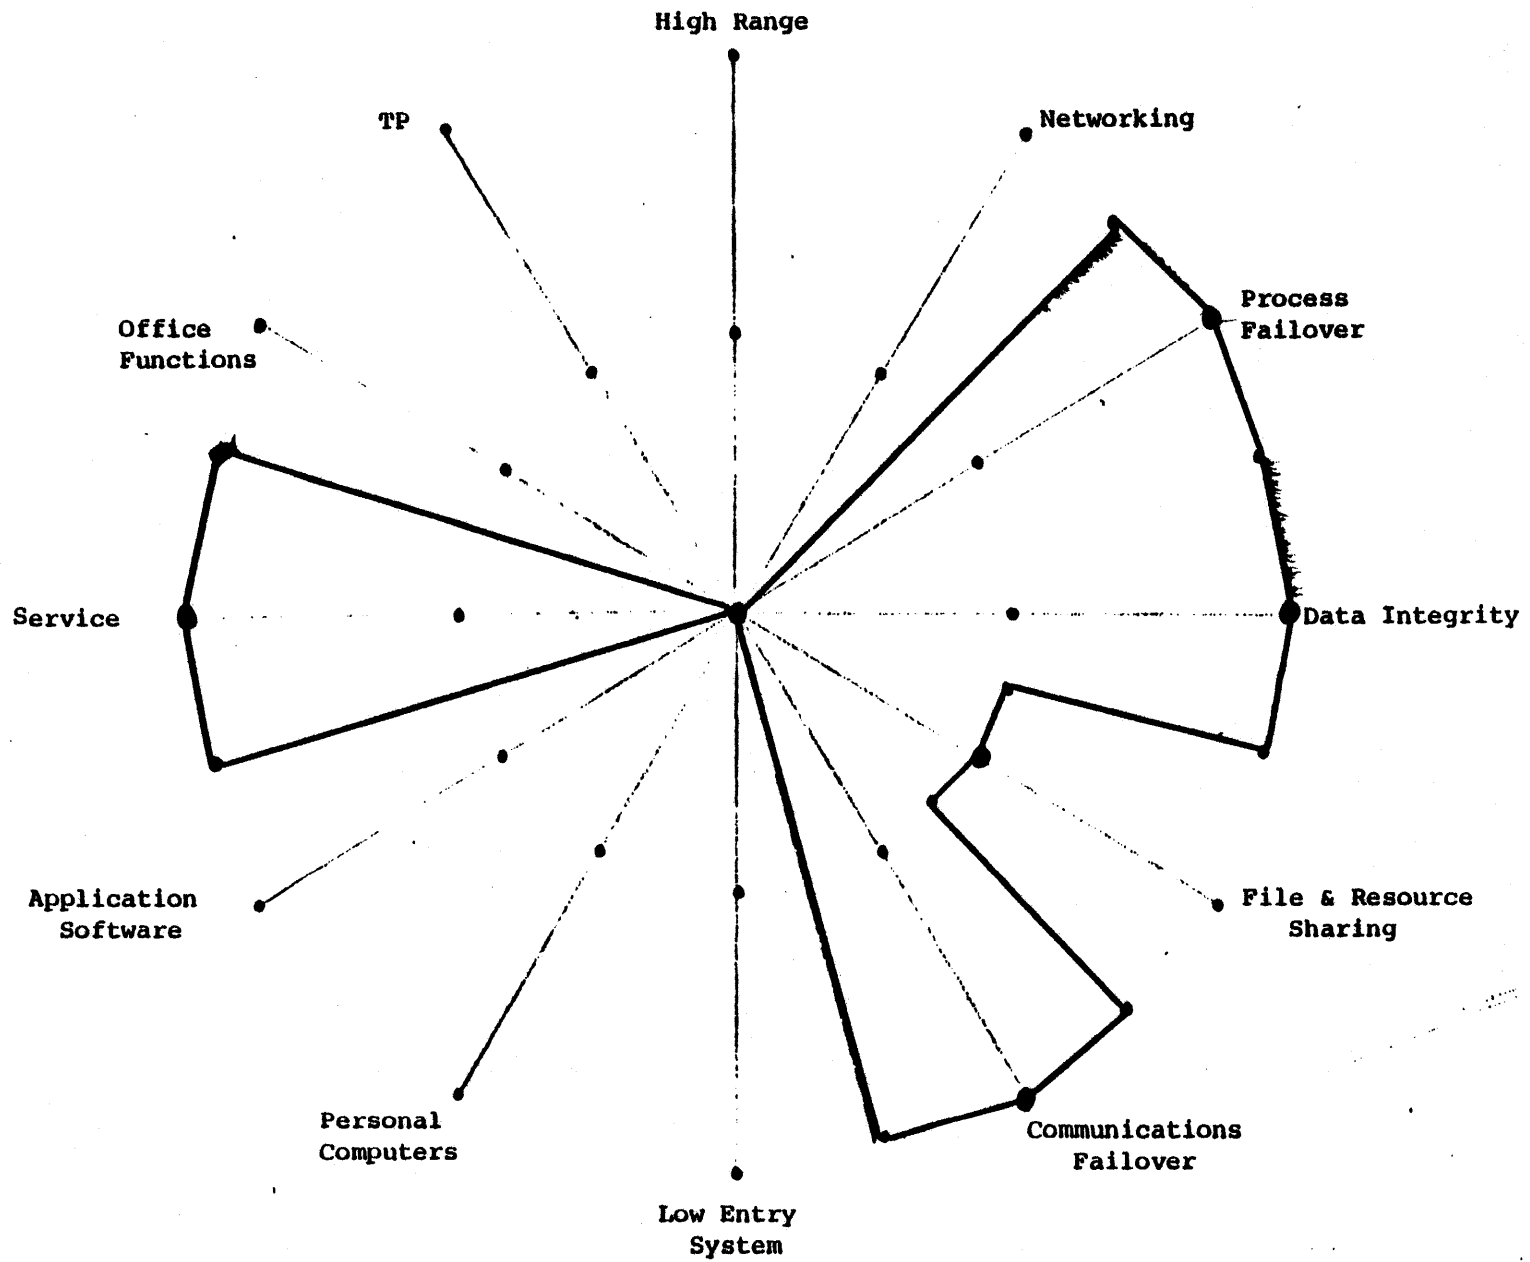 High Range
TP
Networking
Process
Failover
Office
Functions
Service
Data Integrity
Application
Software
File & Resource
Sharing
Personal
Computers
Communications
Failover
Low Entry
System